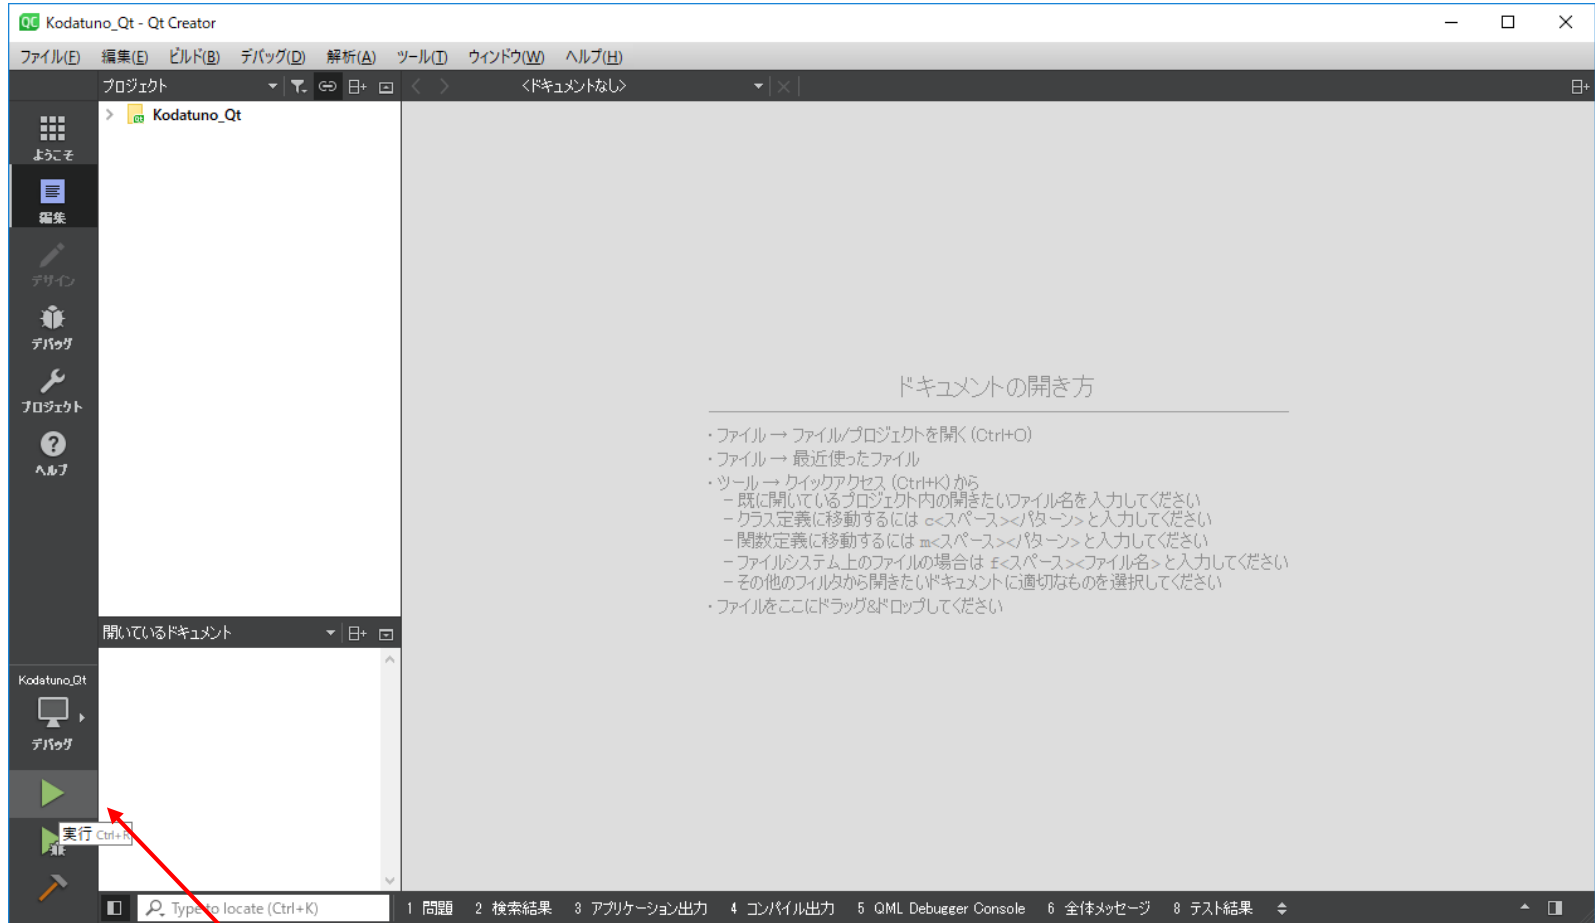 Kodatuno_Qt - Qt Creator
ファイル(F) 編集(E) ビルド(B) デバッグ(D) 解析(A) ツール(T) ウィンドウ(W) ヘルプ(H)
プロジェクト
<ドキュメントなし>
Kodatuno_Qt
ようこそ
編集
デザイン
デバッグ
プロジェクト
ヘルプ
ドキュメントの開き方
・ファイル → ファイル/プロジェクトを開く (Ctrl+O)
・ファイル → 最近使ったファイル
・ツール → クイックアクセス (Ctrl+K) から
- 既に開いているプロジェクト内の開きたいファイル名を入力してください
- クラス定義に移動するには c<スペース><パターン> と入力してください
- 関数定義に移動するには m<スペース><パターン> と入力してください
- ファイルシステム上のファイルの場合は f<スペース><ファイル名> と入力してください
- その他のフィルタから開きたいドキュメントに適切なものを選択してください
・ファイルをここにドラッグ&ドロップしてください
開いているドキュメント
Kodatuno_Qt
デバッグ
実行 Ctrl+R
Type to locate (Ctrl+K)
1 問題 2 検索結果 3 アプリケーション出力 4 コンパイル出力 5 QML Debugger Console 6 全体メッセージ 8 テスト結果